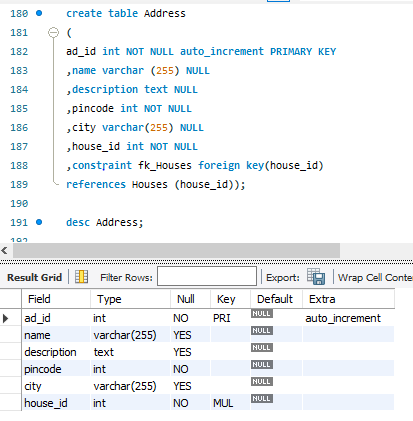 180 create table Address
181 (
182 ad_id int NOT NULL auto_increment PRIMARY KEY
183 ,name varchar (255) NULL
184 ,description text NULL
185 ,pincode int NOT NULL
186 ,city varchar(255) NULL
187 ,house_id int NOT NULL
188 ,constraint fk_Houses foreign key(house_id)
189 references Houses (house_id));
190
191 desc Address;
Result Grid Filter Rows: Export: Wrap Cell Conte
Field Type Null Key Default Extra
ad_id int NO PRI NULL auto_increment
name varchar(255) YES NULL
description text YES NULL
pincode int NO NULL
city varchar(255) YES NULL
house_id int NO MUL NULL